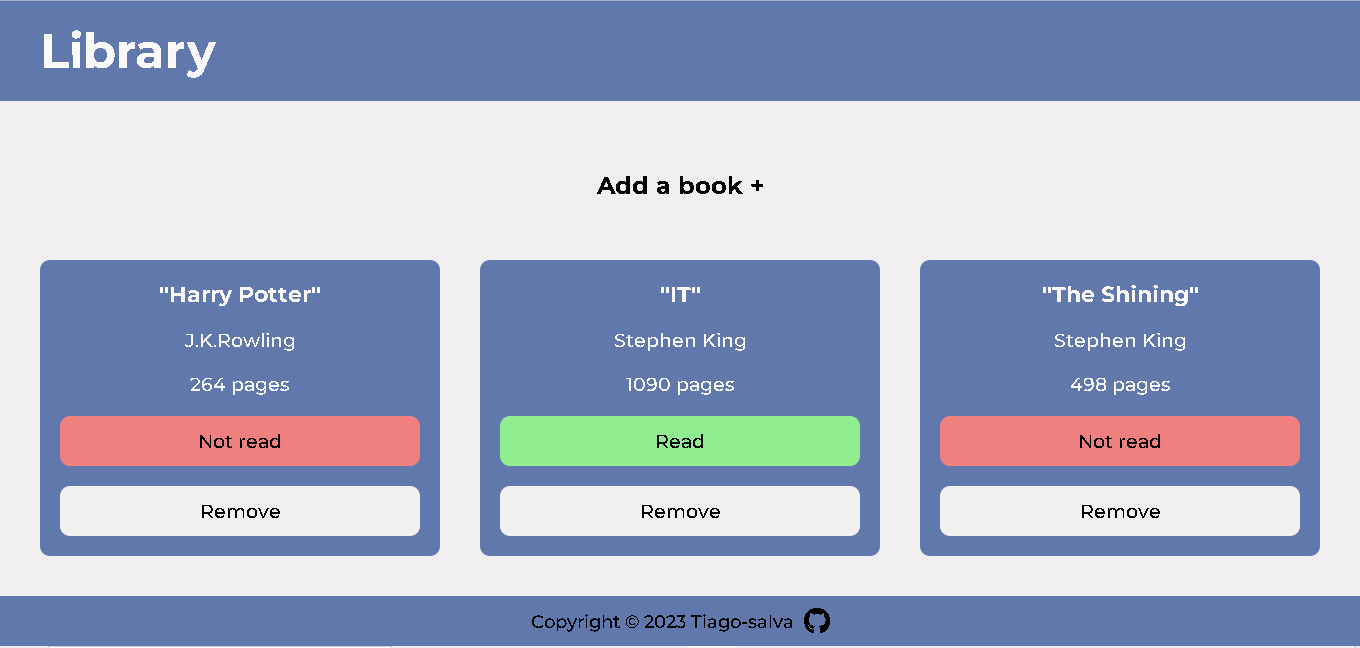 Library
Add a book +
"Harry Potter"
J.K.Rowling
264 pages
Not read
Remove
"IT"
Stephen King
1090 pages
Read
Remove
"The Shining"
Stephen King
498 pages
Not read
Remove
Copyright © 2023 Tiago-salva